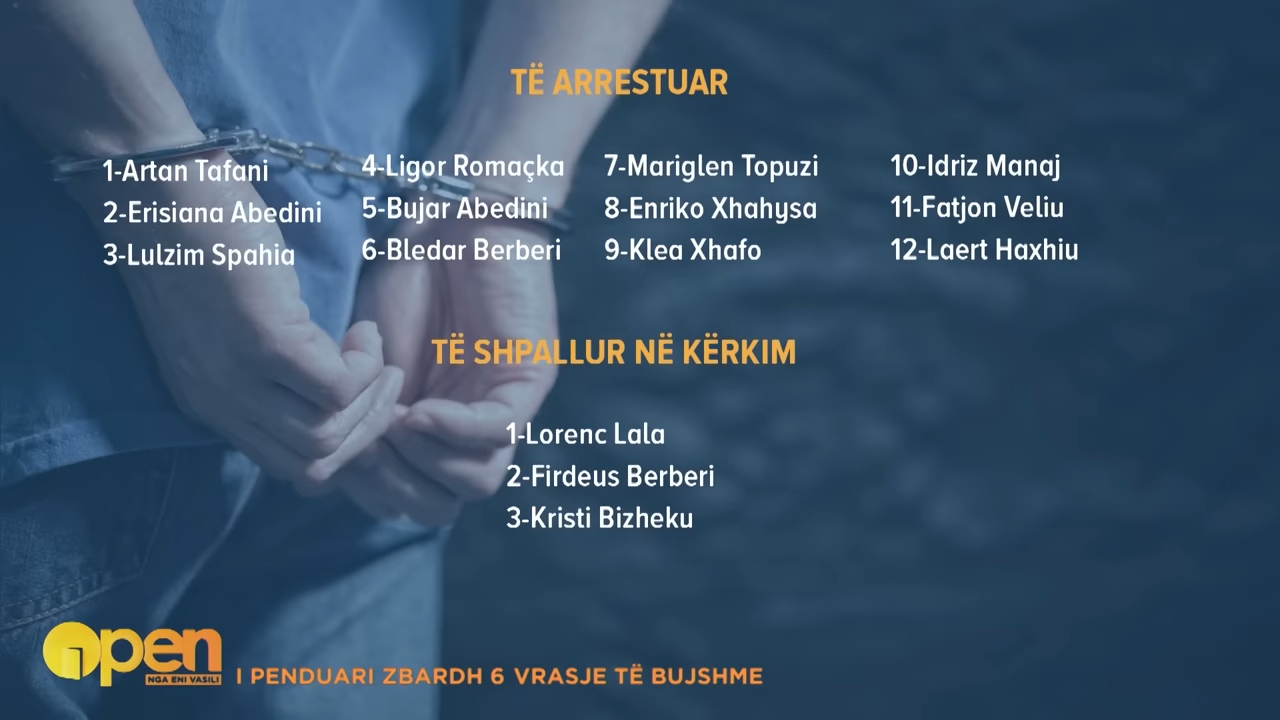 TË ARRESTUAR
1-Artan Tafani
2-Erisiana Abedini
3-Lulzim Spahia
4-Ligor Romaçka
5-Bujar Abedini
6-Bledar Berberi
7-Mariglen Topuzi
8-Enriko Xhahysa
9-Klea Xhafo
10-Idriz Manaj
11-Fatjon Veliu
12-Laert Haxhiu
TË SHPALLUR NË KËRKIM
1-Lorenc Lala
2-Firdeus Berberi
3-Kristi Bizheku
Open
NGA ENI VASILI
I PENDUARI ZBARDH 6 VRASJE TË BUJSHME